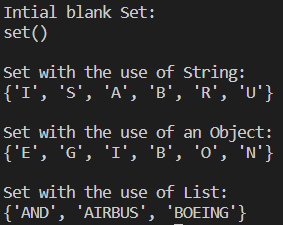 Intial blank Set:
set()
Set with the use of String:
{'I', 'S', 'A', 'B', 'R', 'U'}
Set with the use of an Object:
{'E', 'G', 'I', 'B', 'O', 'N'}
Set with the use of List:
{'AND', 'AIRBUS', 'BOEING'}